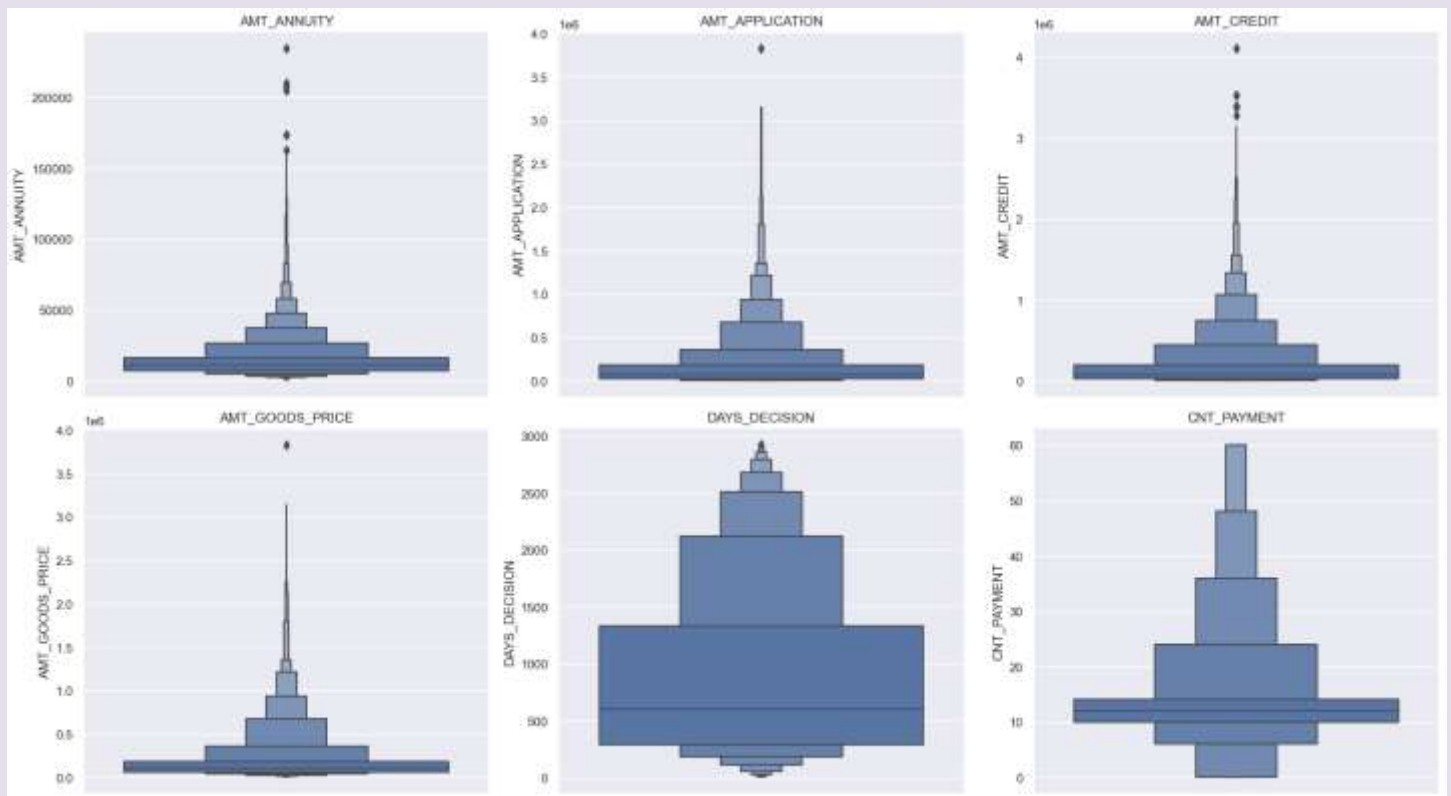 AMT_ANNUITY
AMT_ANNUITY
200000
150000
100000
50000
0
AMT_APPLICATION
1e6
AMT_APPLICATION
4.0
3.5
3.0
2.5
2.0
1.5
1.0
0.5
0.0
AMT_CREDIT
1e6
AMT_CREDIT
4
3
2
1
0
AMT_GOODS_PRICE
1e6
AMT_GOODS_PRICE
4.0
3.5
3.0
2.5
2.0
1.5
1.0
0.5
0.0
DAYS_DECISION
DAYS_DECISION
3000
2500
2000
1500
1000
500
0
CNT_PAYMENT
CNT_PAYMENT
60
50
40
30
20
10
0